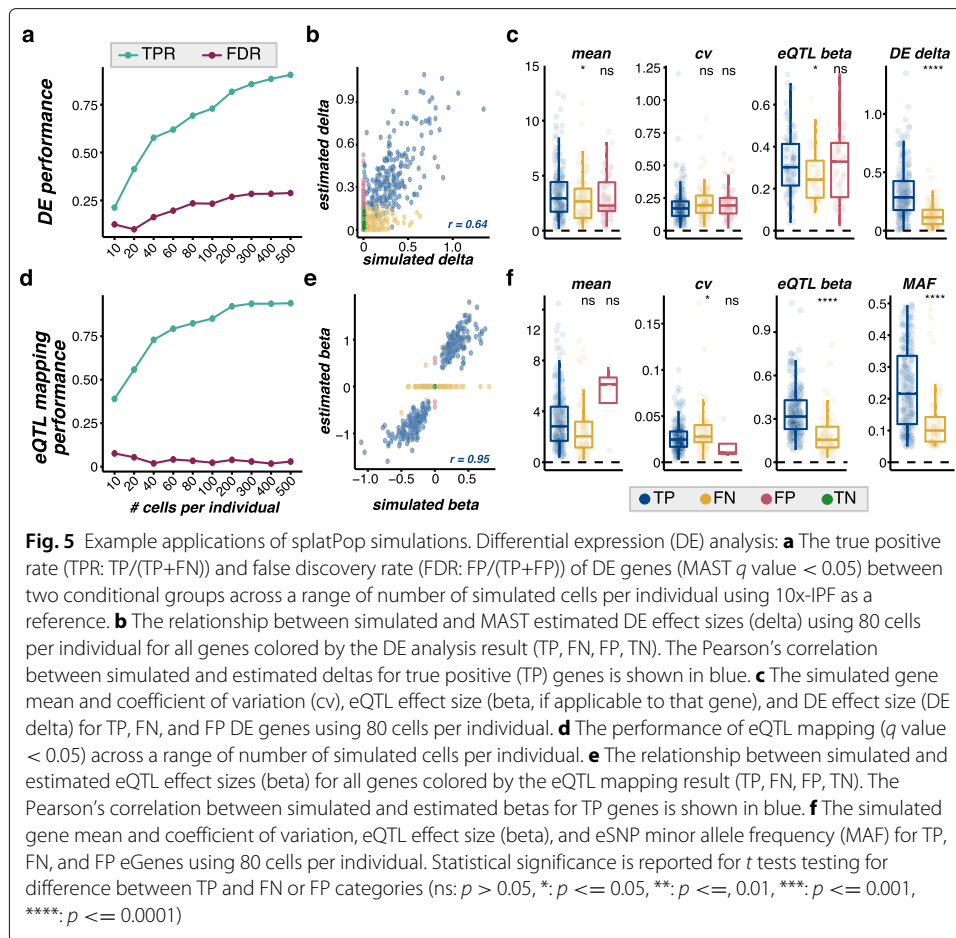 a
TPR FDR
DE performance
0.75
0.50
0.25
10 20 40 60 80 100 200 300 400 500
b
estimated delta
0.9
0.6
0.3
0.0
0.0 0.5 1.0
r = 0.64
simulated delta
c
mean
* ns
15
10
5
0
cv
ns ns
1.25
1.00
0.75
0.50
0.25
0.00
eQTL beta
* ns
0.6
0.4
0.2
0.0
DE delta
****
1.0
0.5
0.0
d
eQTL mapping
performance
0.75
0.50
0.25
0
10 20 40 60 80 100 200 300 400 500
# cells per individual
e
estimated beta
1
0
−1
−1.0 −0.5 0.0 0.5
r = 0.95
simulated beta
f
mean
ns ns
12
8
4
0
cv
* ns
0.15
0.10
0.05
0.00
eQTL beta
****
0.9
0.6
0.3
0.0
MAF
****
0.5
0.4
0.3
0.2
0.1
0.0
TP FN FP TN
Fig. 5 Example applications of splatPop simulations. Differential expression (DE) analysis: a The true positive
rate (TPR: TP/(TP+FN)) and false discovery rate (FDR: FP/(TP+FP)) of DE genes (MAST q value < 0.05) between
two conditional groups across a range of number of simulated cells per individual using 10x-IPF as a
reference. b The relationship between simulated and MAST estimated DE effect sizes (delta) using 80 cells
per individual for all genes colored by the DE analysis result (TP, FN, FP, TN). The Pearson's correlation
between simulated and estimated deltas for true positive (TP) genes is shown in blue. c The simulated gene
mean and coefficient of variation (cv), eQTL effect size (beta, if applicable to that gene), and DE effect size (DE
delta) for TP, FN, and FP DE genes using 80 cells per individual. d The performance of eQTL mapping (q value
< 0.05) across a range of number of simulated cells per individual. e The relationship between simulated and
estimated eQTL effect sizes (beta) for all genes colored by the eQTL mapping result (TP, FN, FP, TN). The
Pearson's correlation between simulated and estimated betas for TP genes is shown in blue. f The simulated
gene mean and coefficient of variation, eQTL effect size (beta), and eSNP minor allele frequency (MAF) for TP,
FN, and FP eGenes using 80 cells per individual. Statistical significance is reported for t tests testing for
difference between TP and FN or FP categories (ns: p > 0.05, *: p <= 0.05, **: p <=, 0.01, ***: p <= 0.001,
****: p <= 0.0001)